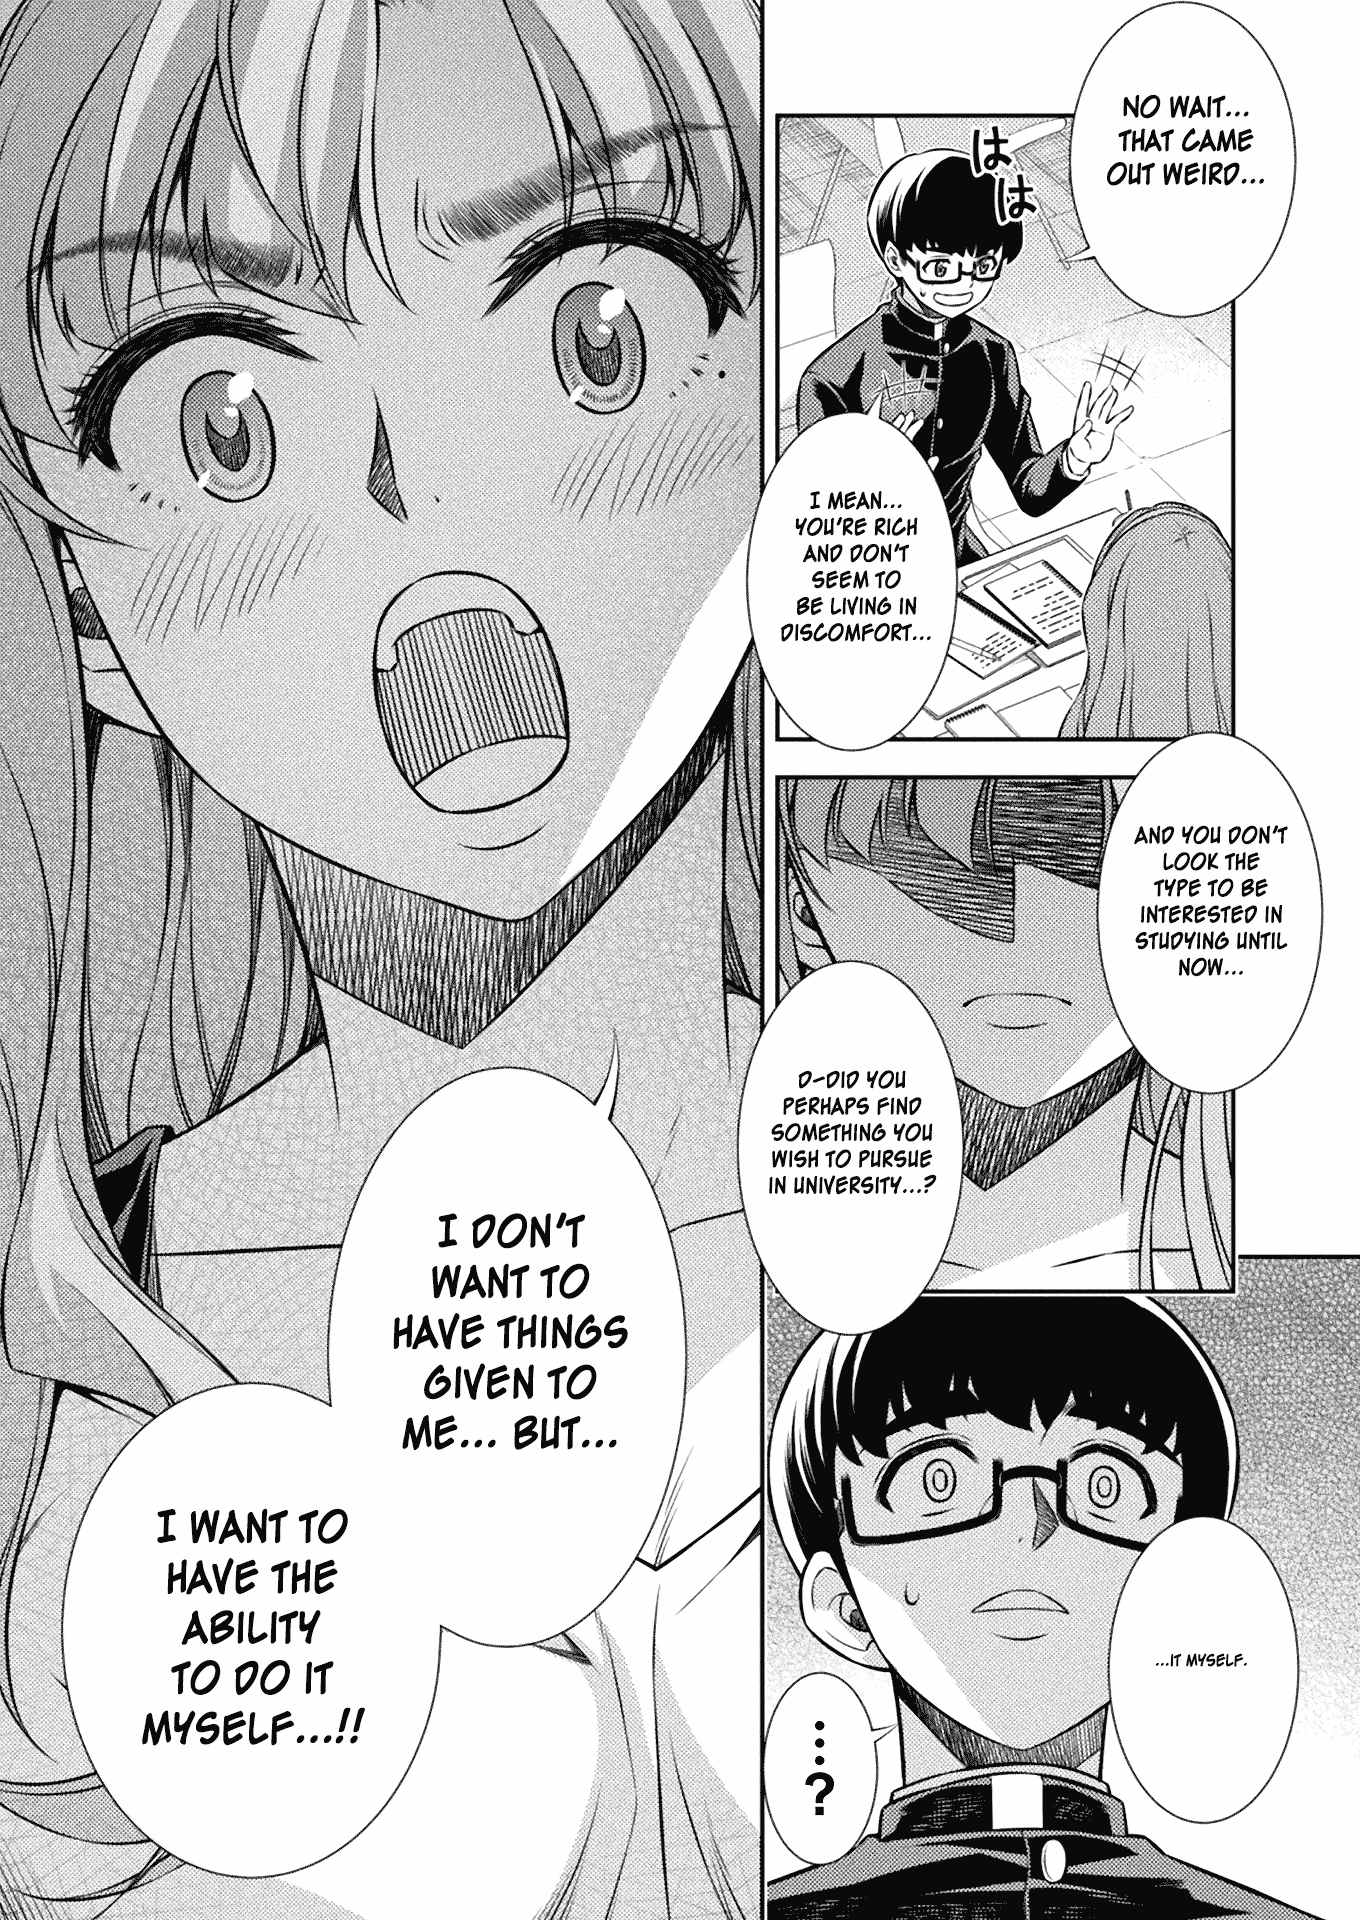 NO WAIT...
THAT CAME
OUT WEIRD...
はは
I MEAN...
YOU'RE RICH
AND DON'T
SEEM TO
BE LIVING IN
DISCOMFORT...
AND YOU DON'T
LOOK THE
TYPE TO BE
INTERESTED IN
STUDYING UNTIL
NOW...
D-DID YOU
PERHAPS FIND
SOMETHING YOU
WISH TO PURSUE
IN UNIVERSITY...?
...IT MYSELF.
...?
I DON'T
WANT TO
HAVE THINGS
GIVEN TO
ME... BUT...
I WANT TO
HAVE THE
ABILITY
TO DO IT
MYSELF...!!